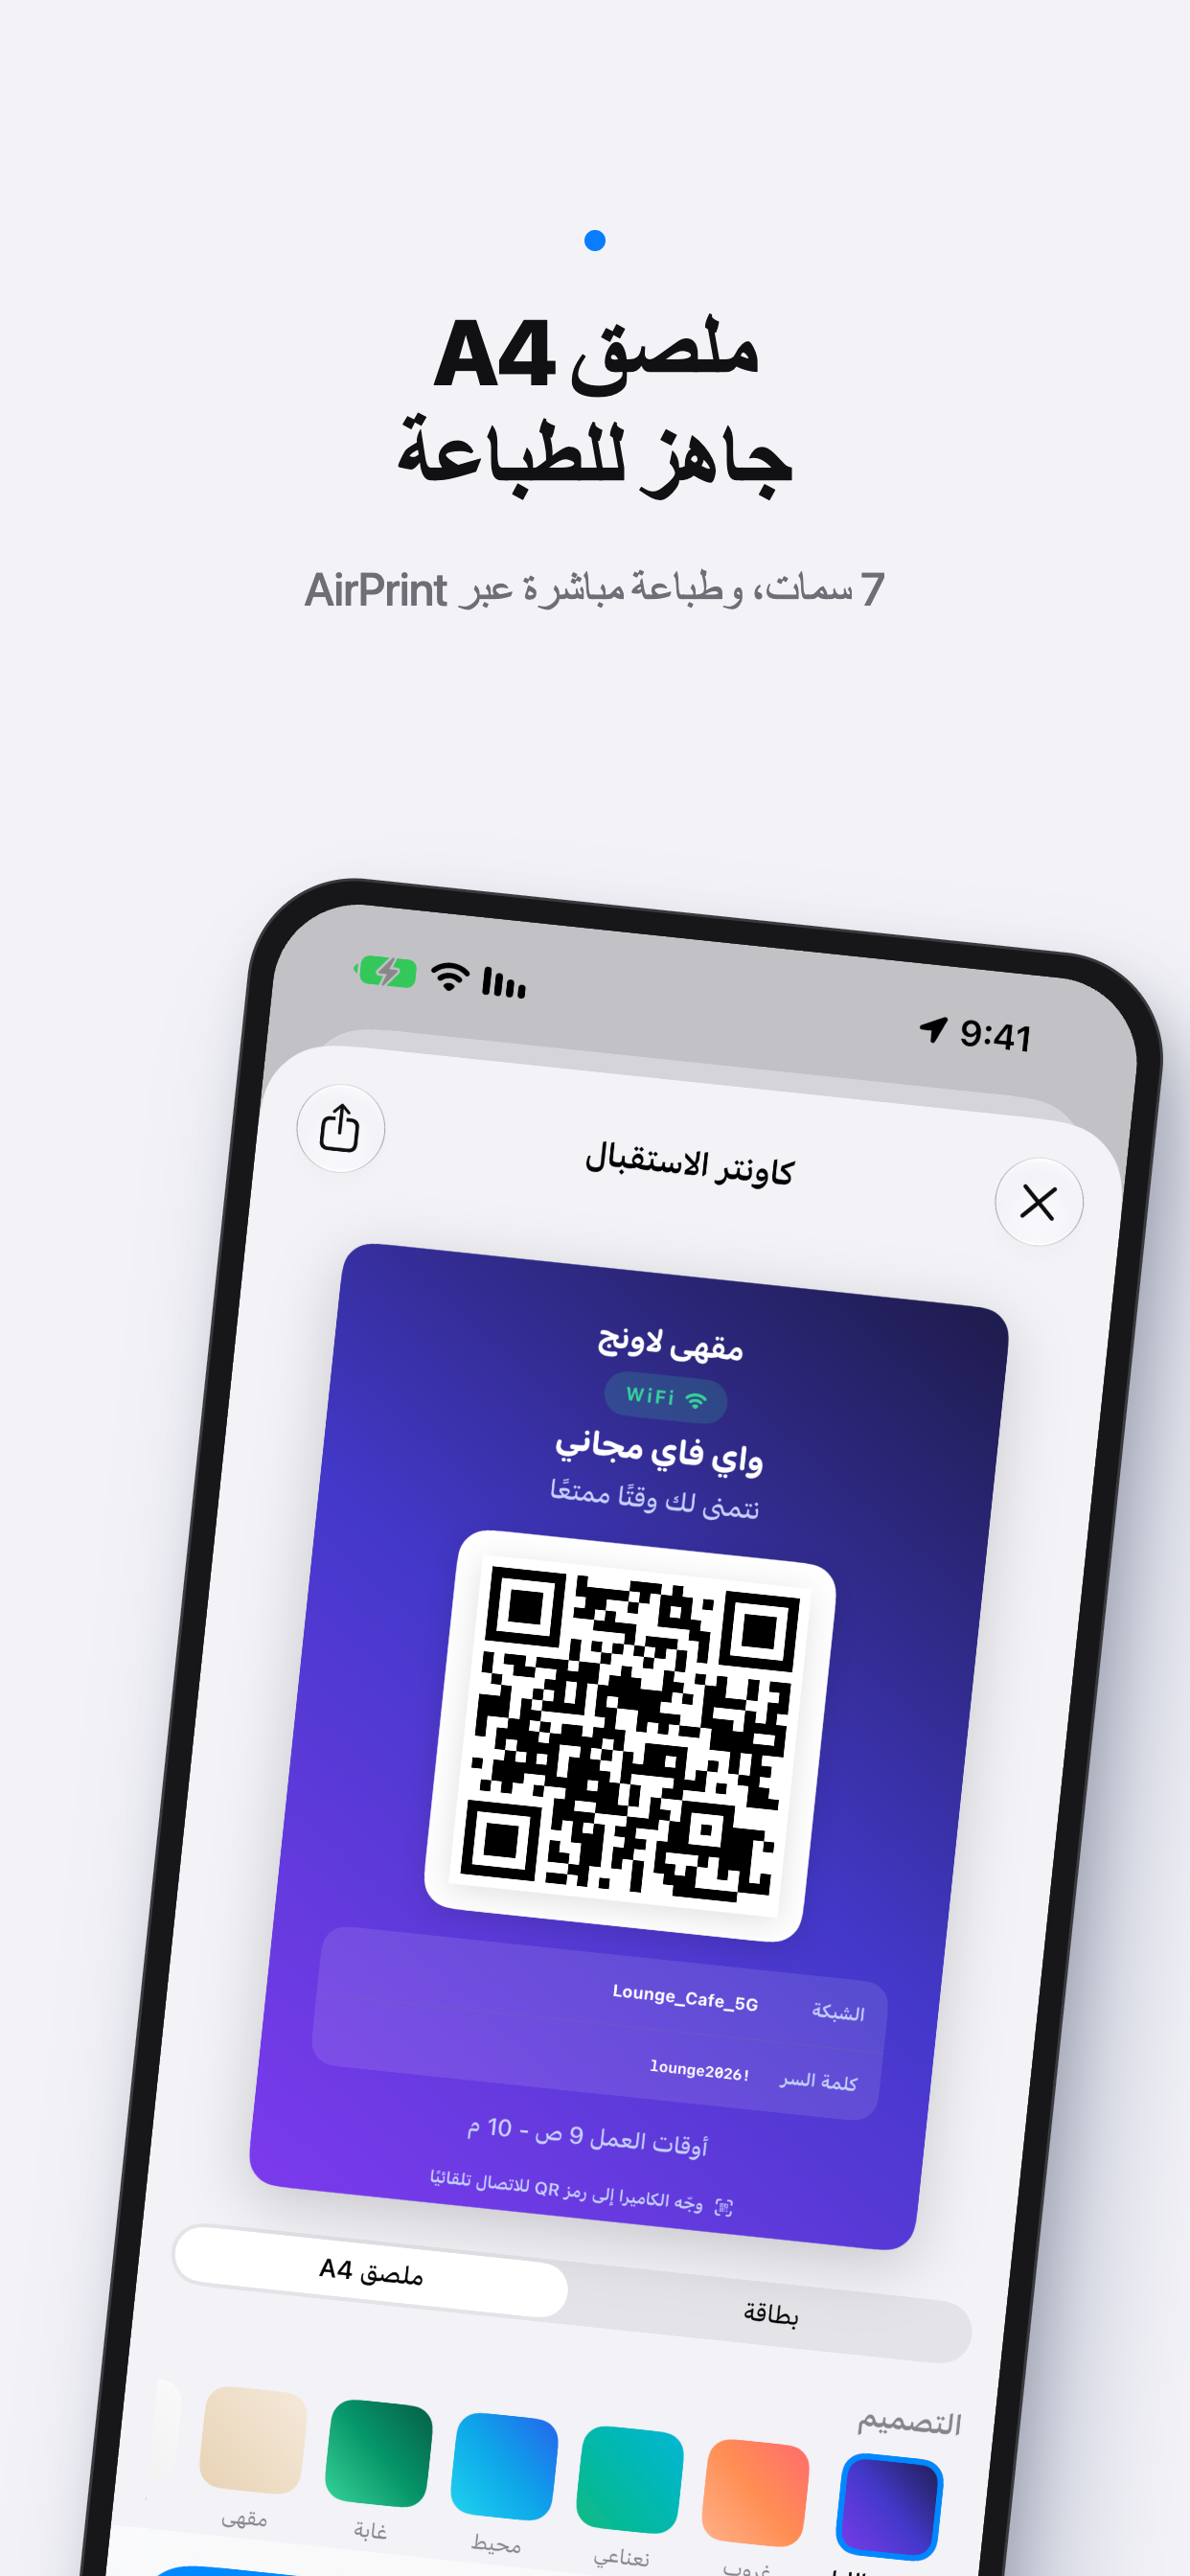 ملصق A4
جاهز للطباعة
7 سمات، وطباعة مباشرة عبر AirPrint
9:41
كاونتر الاستقبال
مقهى لاونج
WiFi
واي فاي مجاني
نتمنى لك وقتًا ممتعًا
الشبكة Lounge_Cafe_5G
كلمة السر lounge2026!
أوقات العمل 9 ص - 10 م
وجّه الكاميرا إلى رمز QR للاتصال تلقائيًا
بطاقة
ملصق A4
التصميم
غروب
نعناعي
محيط
غابة
مقهى